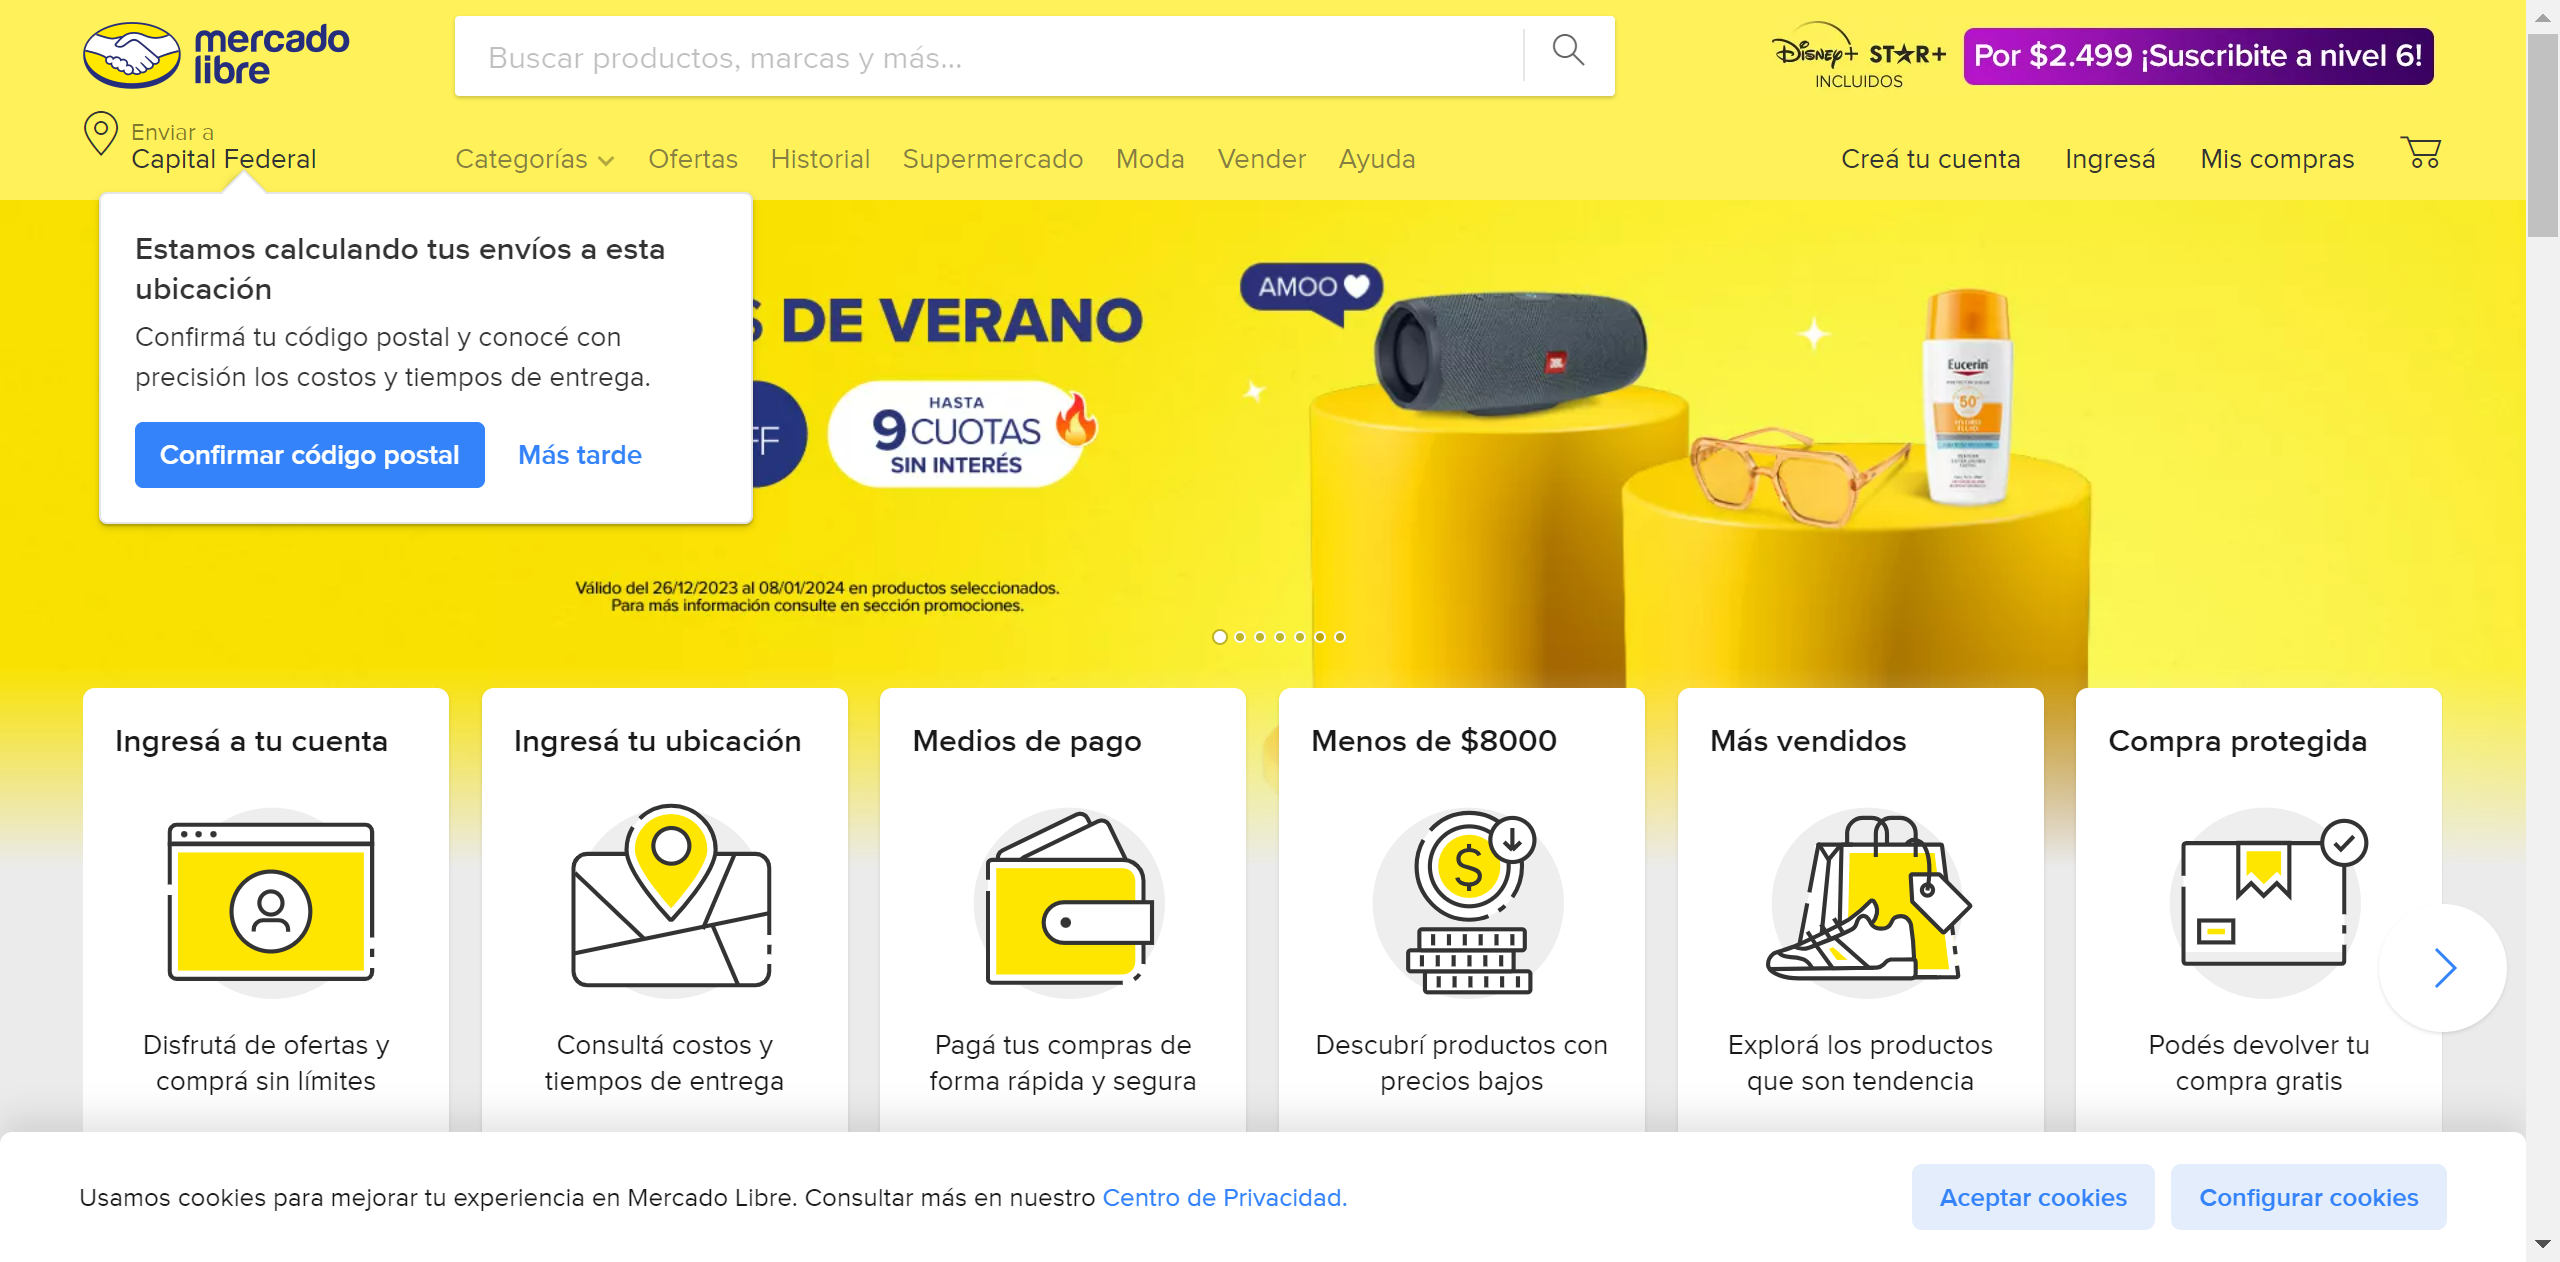 mercado
libre
Buscar productos, marcas y más...
Disney+ STAR+
INCLUIDOS
Por $2.499 ¡Suscribite a nivel 6!
Enviar a
Capital Federal
Categorías
Ofertas
Historial
Supermercado
Moda
Vender
Ayuda
Creá tu cuenta
Ingresá
Mis compras
Estamos calculando tus envíos a esta
ubicación
Confirmá tu código postal y conocé con
precisión los costos y tiempos de entrega.
Confirmar código postal
Más tarde
DE VERANO
HASTA
9 CUOTAS
SIN INTERÉS
AMOO
JBL
Eucerin
50+
Válido del 26/12/2023 al 08/01/2024 en productos seleccionados.
Para más información consulte en sección promociones.
Ingresá a tu cuenta
Disfrutá de ofertas y
comprá sin límites
Ingresá tu ubicación
Consultá costos y
tiempos de entrega
Medios de pago
Pagá tus compras de
forma rápida y segura
Menos de $8000
$
Descubrí productos con
precios bajos
Más vendidos
Explorá los productos
que son tendencia
Compra protegida
Podés devolver tu
compra gratis
Usamos cookies para mejorar tu experiencia en Mercado Libre. Consultar más en nuestro Centro de Privacidad.
Aceptar cookies
Configurar cookies